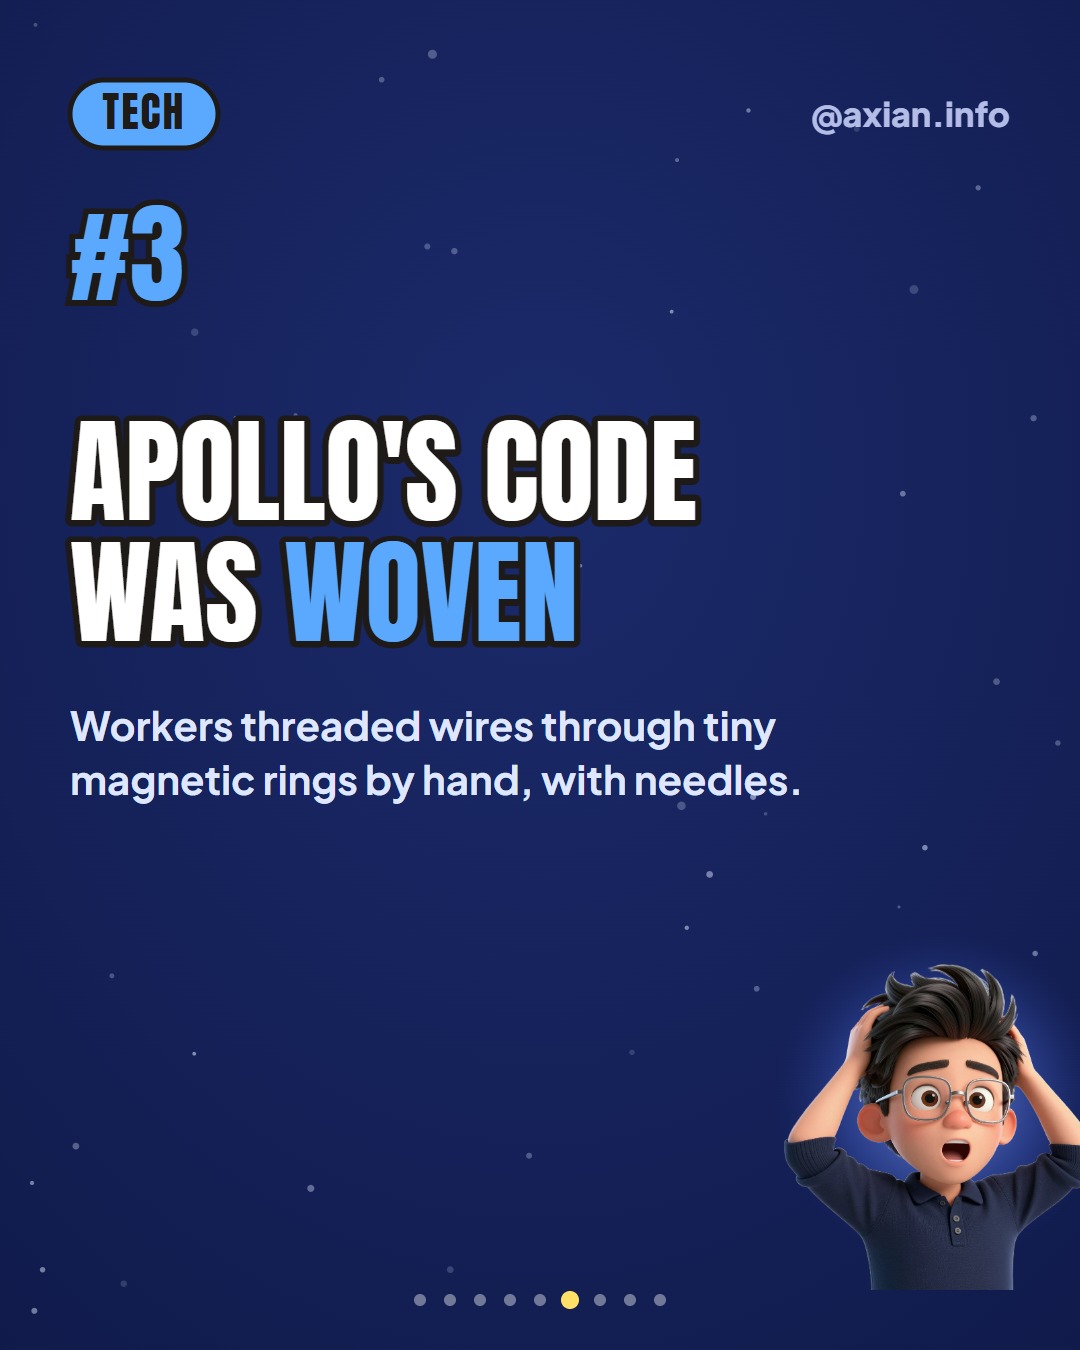 TECH
@axian.info
#3
APOLLO'S CODE
WAS WOVEN
Workers threaded wires through tiny
magnetic rings by hand, with needles.